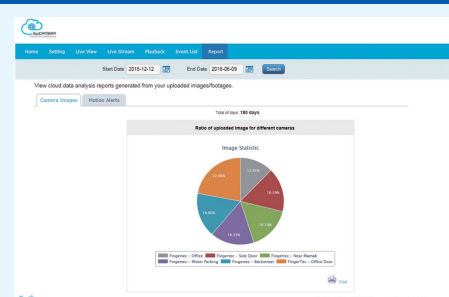 Home Setting Live View Live Stream Playback Event List Report
Start Date 2015-12-12 End Date 2016-06-09 Search
View cloud data analysis reports generated from your uploaded images/footages.
Camera Images Motion Alerts
Total of days: 180 days
Ratio of uploaded image for different cameras
Image Statistic
Fingertec - Office Fingertec - Side Door Fingertec - Near Mamak
Fingertec - Motor Parking Fingertec - Backstreet FingerTec - Office Door
Print